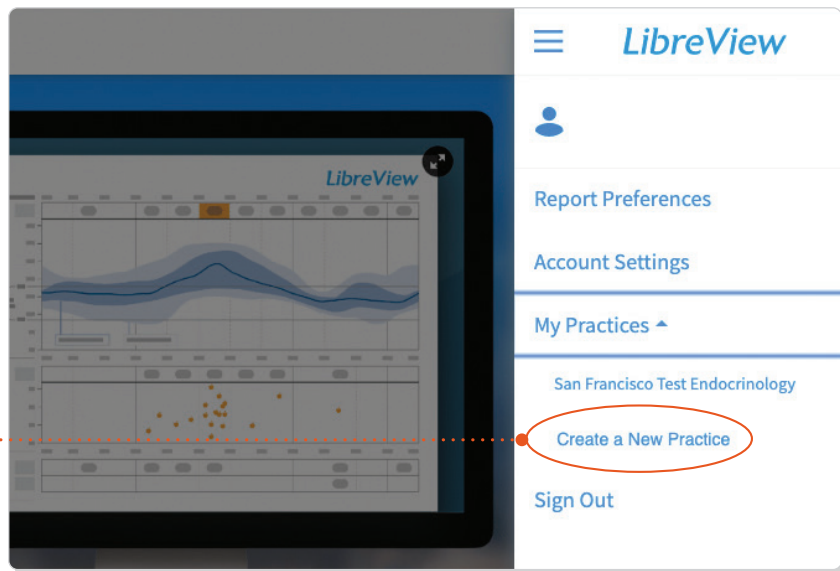 LibreView
LibreView
Report Preferences
Account Settings
My Practices
San Francisco Test Endocrinology
Create a New Practice
Sign Out